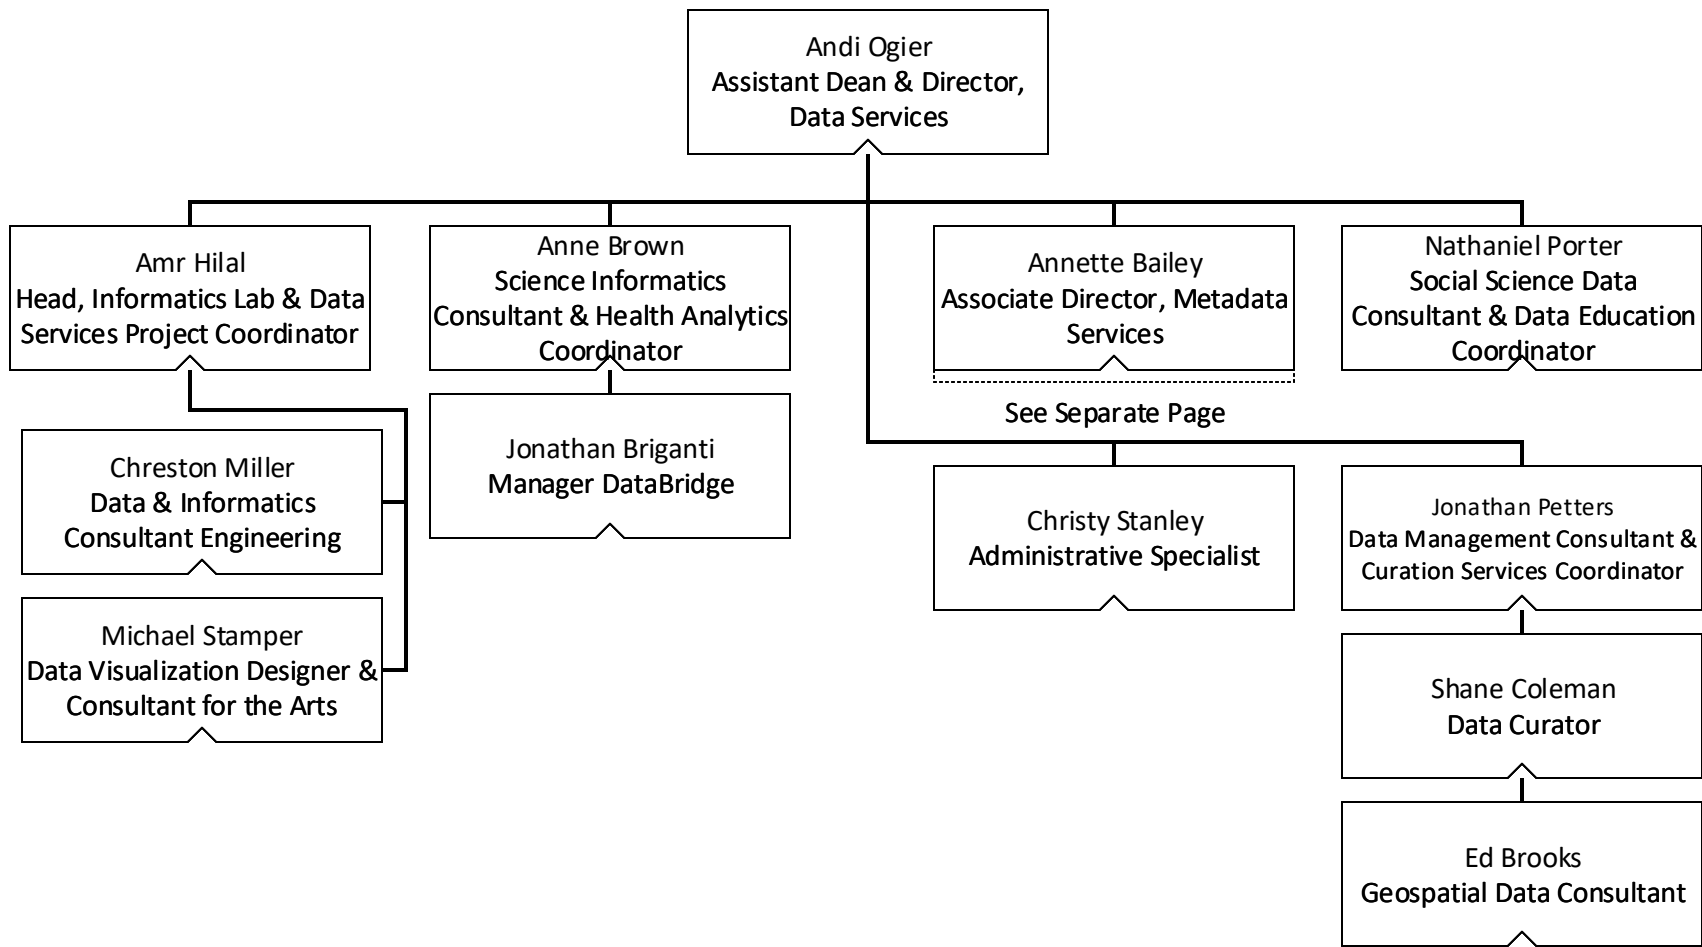 Andi Ogier
Assistant Dean & Director,
Data Services
Amr Hilal
Head, Informatics Lab & Data
Services Project Coordinator
Anne Brown
Science Informatics
Consultant & Health Analytics
Coordinator
Annette Bailey
Associate Director, Metadata
Services
Nathaniel Porter
Social Science Data
Consultant & Data Education
Coordinator
See Separate Page
Chreston Miller
Data & Informatics
Consultant Engineering
Jonathan Briganti
Manager DataBridge
Christy Stanley
Administrative Specialist
Jonathan Petters
Data Management Consultant &
Curation Services Coordinator
Michael Stamper
Data Visualization Designer &
Consultant for the Arts
Shane Coleman
Data Curator
Ed Brooks
Geospatial Data Consultant